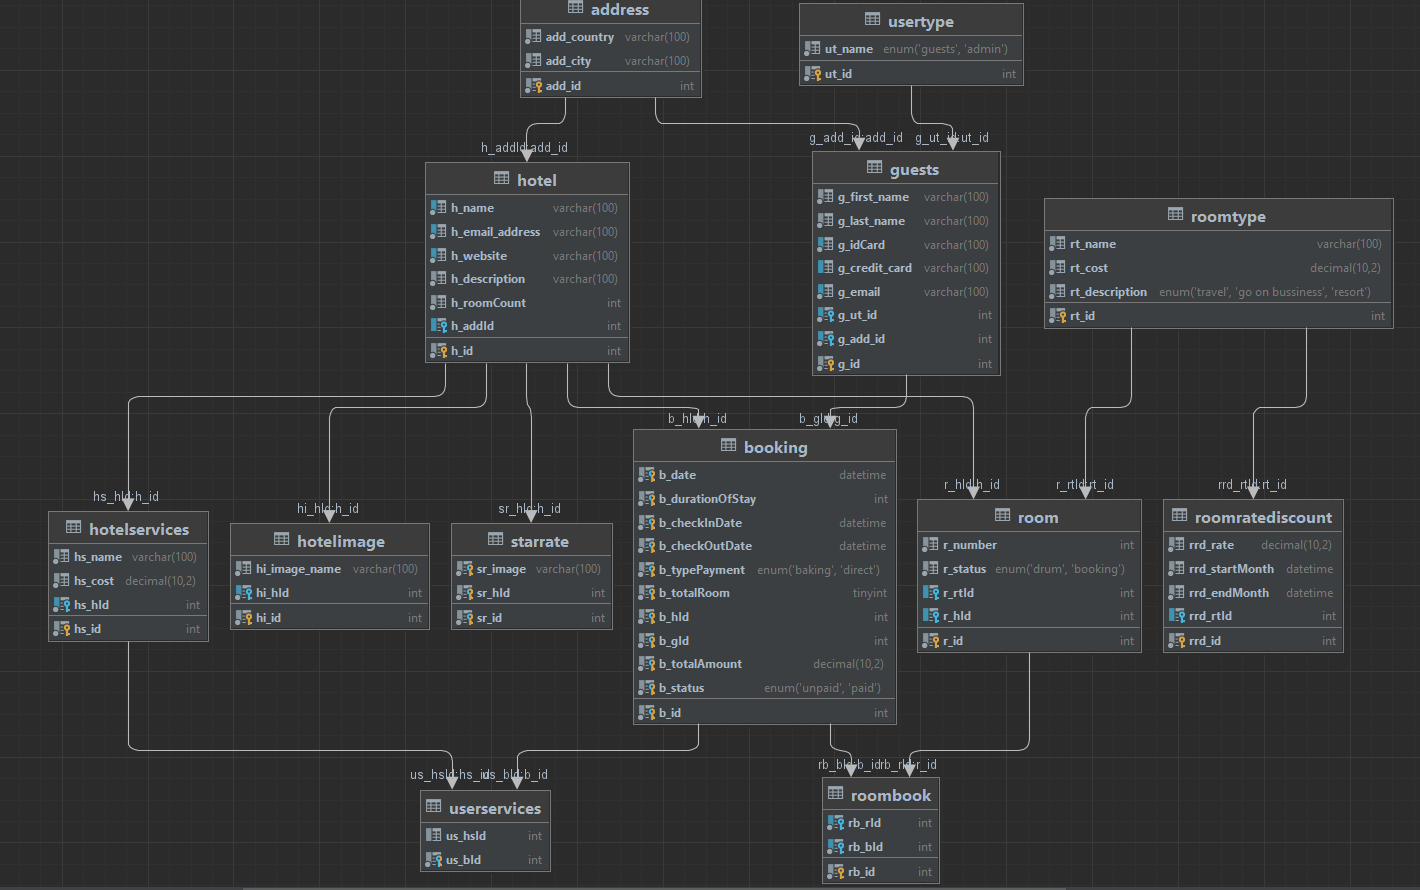 address
add_country varchar(100)
add_city varchar(100)
add_id int
usertype
ut_name enum('guests', 'admin')
ut_id int
h_addId:add_id
g_add_id:add_id
g_ut_id:ut_id
hotel
h_name varchar(100)
h_email_address varchar(100)
h_website varchar(100)
h_description varchar(100)
h_roomCount int
h_addId int
h_id int
guests
g_first_name varchar(100)
g_last_name varchar(100)
g_idCard varchar(100)
g_credit_card varchar(100)
g_email varchar(100)
g_ut_id int
g_add_id int
g_id int
roomtype
rt_name varchar(100)
rt_cost decimal(10,2)
rt_description enum('travel', 'go on bussiness', 'resort')
rt_id int
b_hId:h_id
b_gId:g_id
hs_hId:h_id
hi_hId:h_id
sr_hId:h_id
r_hId:h_id
r_rtId:rt_id
rrd_rtId:rt_id
hotelservices
hs_name varchar(100)
hs_cost decimal(10,2)
hs_hId int
hs_id int
hotelimage
hi_image_name varchar(100)
hi_hId int
hi_id int
starrate
sr_image varchar(100)
sr_hId int
sr_id int
booking
b_date datetime
b_durationOfStay int
b_checkInDate datetime
b_checkOutDate datetime
b_typePayment enum('baking', 'direct')
b_totalRoom tinyint
b_hId int
b_gId int
b_totalAmount decimal(10,2)
b_status enum('unpaid', 'paid')
b_id int
room
r_number int
r_status enum('drum', 'booking')
r_rtId int
r_hId int
r_id int
roomratediscount
rrd_rate decimal(10,2)
rrd_startMonth datetime
rrd_endMonth datetime
rrd_rtId int
rrd_id int
us_hsId:hs_id
us_bId:b_id
rb_bId:b_id
rb_rId:r_id
userservices
us_hsId int
us_bId int
roombook
rb_rId int
rb_bId int
rb_id int